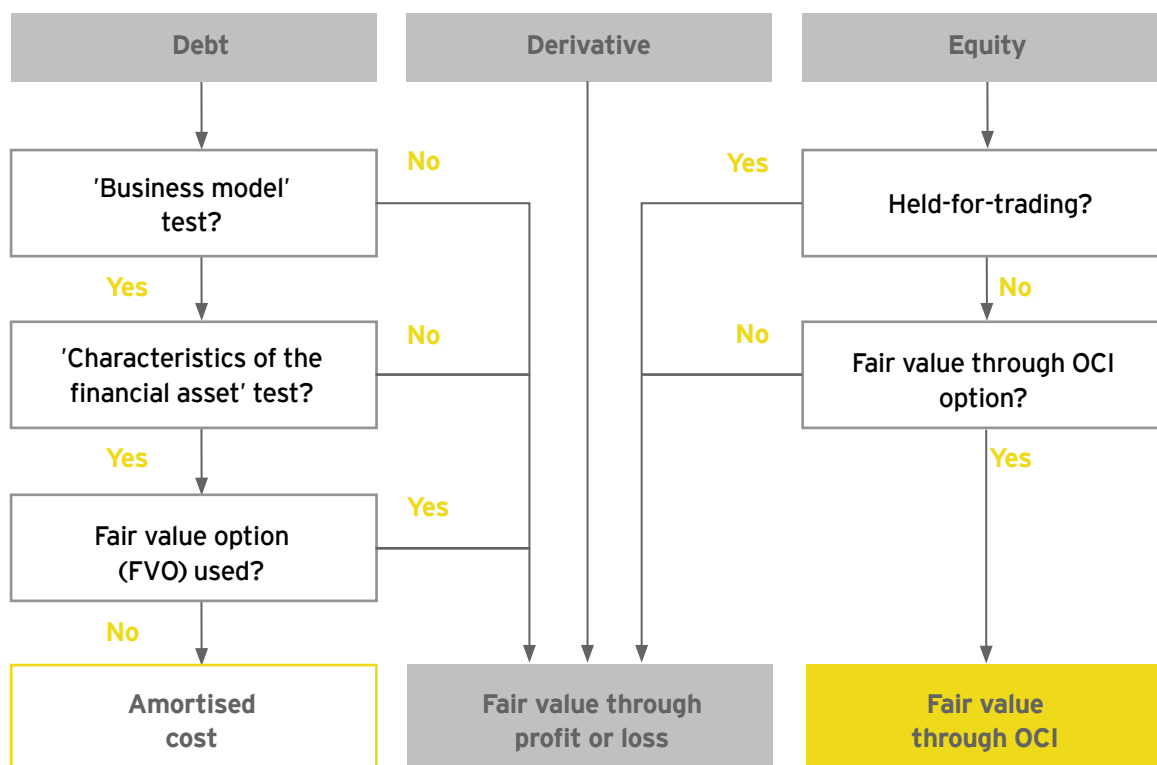 Debt
Derivative
Equity
'Business model'
test?
No
Yes
Held-for-trading?
Yes
No
'Characteristics of the
financial asset' test?
No
No
Fair value through OCI
option?
Yes
Yes
Fair value option
(FVO) used?
Yes
No
Amortised
cost
Fair value through
profit or loss
Fair value
through OCI